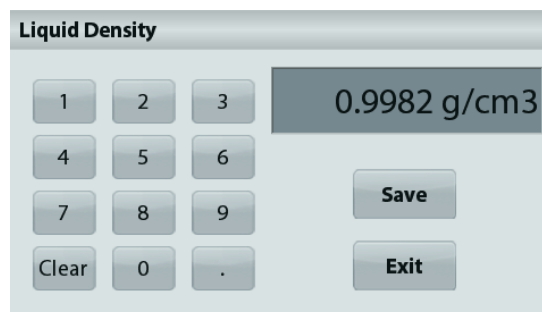 Liquid Density
0.9982 g/cm3
1 2 3
4 5 6
7 8 9
Clear 0 .
Save
Exit